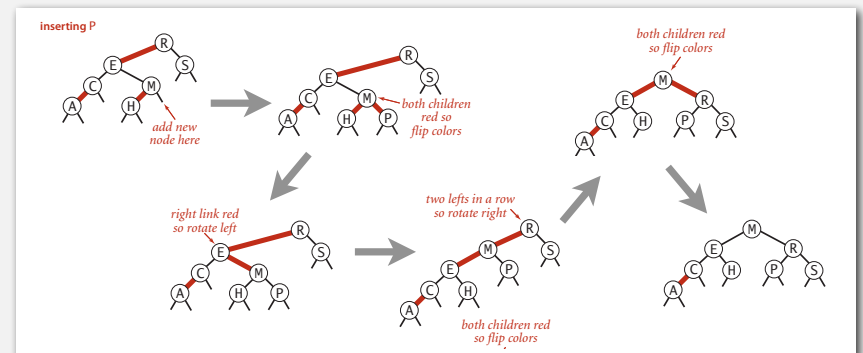 inserting P
R
E
S
C
M
A
H
add new
node here
R
E
S
C
M
A
H
P
both children
red so
flip colors
right link red
so rotate left
R
E
S
C
M
A
H
P
two lefts in a row
so rotate right
R
M
S
E
P
C
H
A
both children red
so flip colors
both children red
so flip colors
M
E
R
C
H
P
S
A
M
E
R
C
H
P
S
A